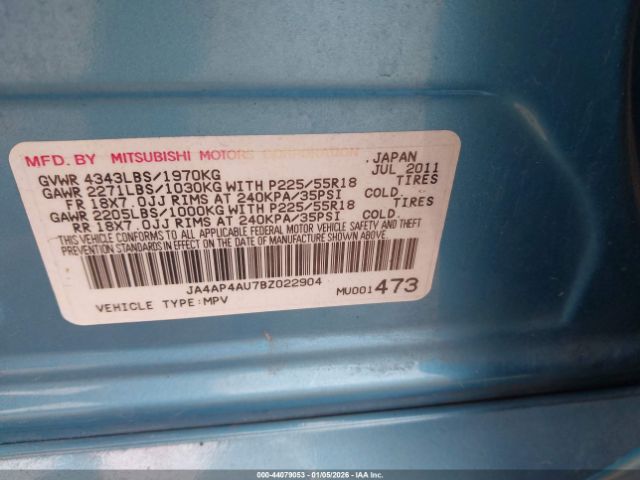 MFD. BY MITSUBISHI MOTORS CORPORATION JAPAN
GVWR 4343LBS/1970KG JUL 2011
GAWR 2271LBS/1030KG WITH P225/55R18 TIRES
FR 18X7.0JJ RIMS AT 240KPA/35PSI COLD.
GAWR 2205LBS/1000KG WITH P225/55R18 TIRES
RR 18X7.0JJ RIMS AT 240KPA/35PSI COLD.
THIS VEHICLE CONFORMS TO ALL APPLICABLE FEDERAL MOTOR VEHICLE SAFETY AND THEFT
PREVENTION STANDARDS IN EFFECT ON THE DATE OF MANUFACTURE SHOWN ABOVE.
JA4AP4AU7BZ022904
VEHICLE TYPE:MPV MU001473
000-44079053 - 01/05/2026 - IAAI.COM